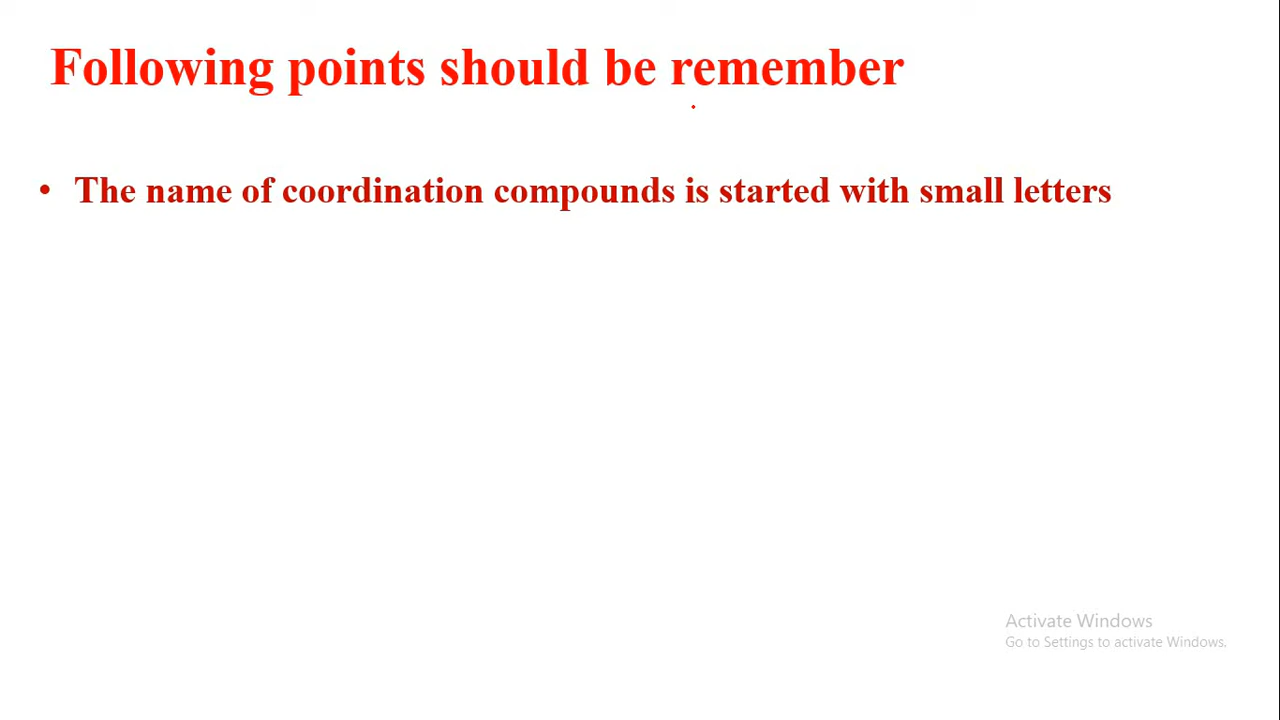 Following points should be remember
• The name of coordination compounds is started with small letters
Activate Windows
Go to Settings to activate Windows.